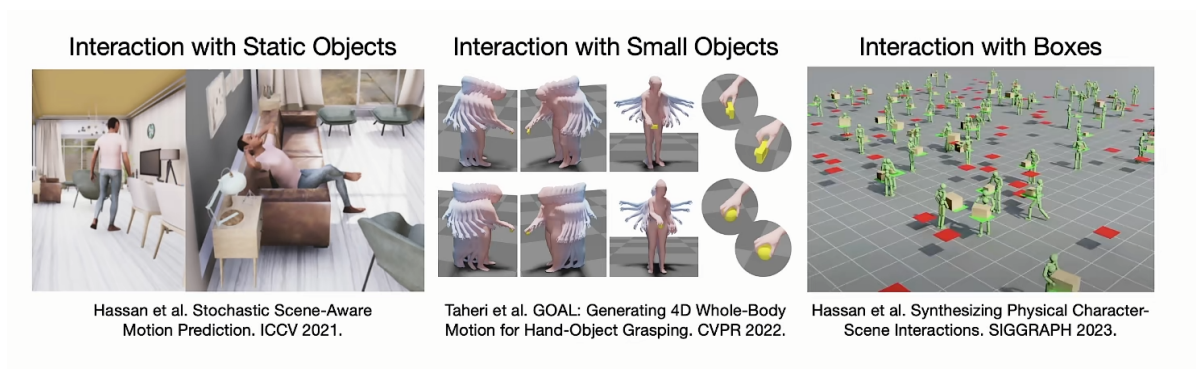 Interaction with Static Objects
Interaction with Small Objects
Interaction with Boxes
Hassan et al. Stochastic Scene-Aware
Motion Prediction. ICCV 2021.
Taheri et al. GOAL: Generating 4D Whole-Body
Motion for Hand-Object Grasping. CVPR 2022.
Hassan et al. Synthesizing Physical Character-
Scene Interactions. SIGGRAPH 2023.